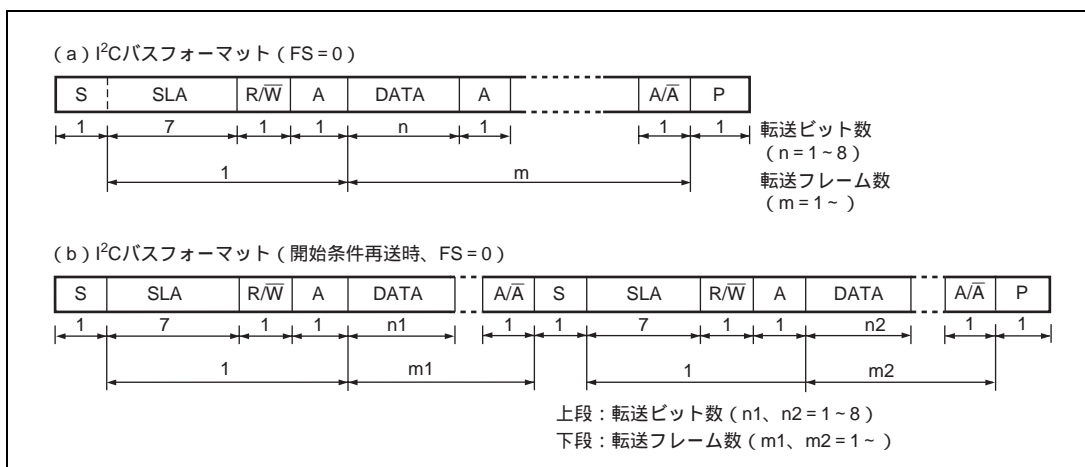 (a) I²Cバスフォーマット(FS=0)
S SLA R/W̅ A DATA A A/A̅ P
1 7 1 1 n 1 1 1 転送ビット数
(n=1~8)
1 m 転送フレーム数
(m=1~ )
(b) I²Cバスフォーマット(開始条件再送時、FS=0)
S SLA R/W̅ A DATA A/A̅ S SLA R/W̅ A DATA A/A̅ P
1 7 1 1 n1 1 1 7 1 1 n2 1 1
1 m1 1 m2
上段:転送ビット数(n1、n2=1~8)
下段:転送フレーム数(m1、m2=1~ )